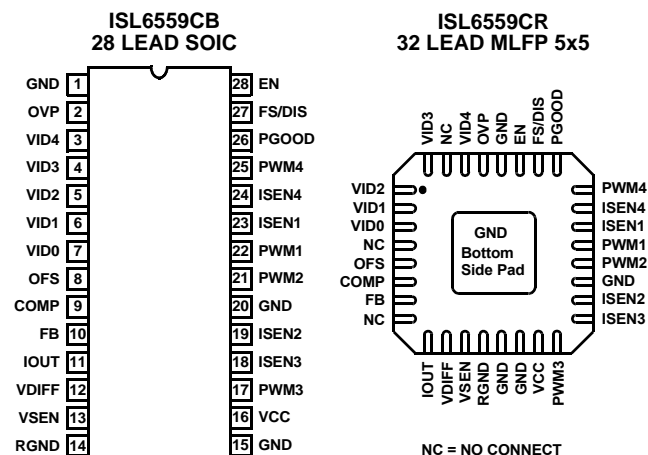 ISL6559CB
28 LEAD SOIC
GND 1
OVP 2
VID4 3
VID3 4
VID2 5
VID1 6
VID0 7
OFS 8
COMP 9
FB 10
IOUT 11
VDIFF 12
VSEN 13
RGND 14
28 EN
27 FS/DIS
26 PGOOD
25 PWM4
24 ISEN4
23 ISEN1
22 PWM1
21 PWM2
20 GND
19 ISEN2
18 ISEN3
17 PWM3
16 VCC
15 GND
ISL6559CR
32 LEAD MLFP 5x5
VID3
NC
VID4
OVP
GND
EN
FS/DIS
PGOOD
VID2
VID1
VID0
NC
OFS
COMP
FB
NC
GND
Bottom
Side Pad
PWM4
ISEN4
ISEN1
PWM1
PWM2
GND
ISEN2
ISEN3
IOUT
VDIFF
VSEN
RGND
GND
GND
VCC
PWM3
NC = NO CONNECT